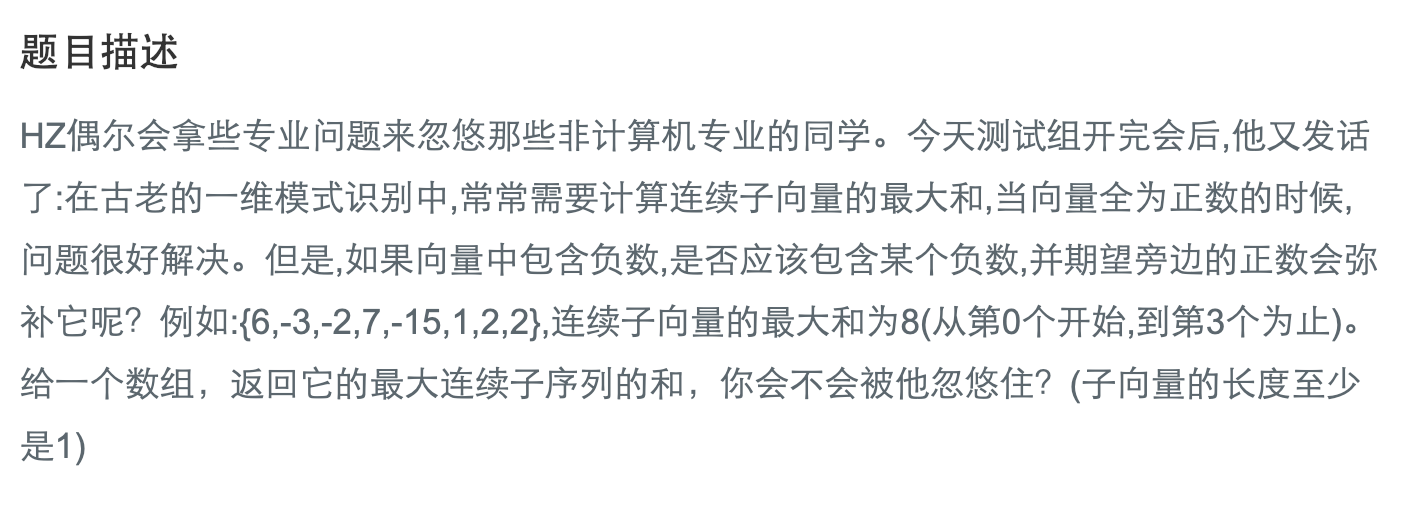 题目描述
HZ偶尔会拿些专业问题来忽悠那些非计算机专业的同学。今天测试组开完会后,他又发话
了:在古老的一维模式识别中,常常需要计算连续子向量的最大和,当向量全为正数的时候,
问题很好解决。但是,如果向量中包含负数,是否应该包含某个负数,并期望旁边的正数会弥
补它呢？例如:{6,-3,-2,7,-15,1,2,2},连续子向量的最大和为8(从第0个开始,到第3个为止)。
给一个数组，返回它的最大连续子序列的和，你会不会被他忽悠住？(子向量的长度至少
是1)